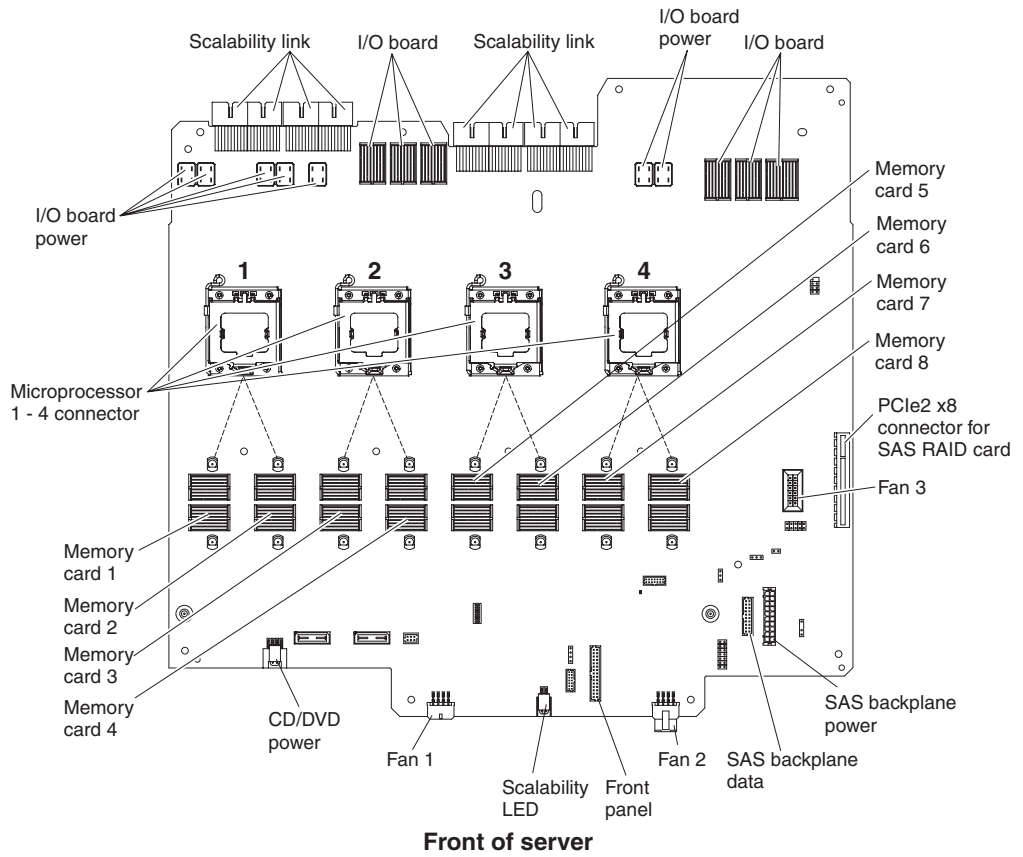 Scalability link
I/O board
Scalability link
I/O board
power
I/O board
I/O board
power
Memory
card 5
Memory
card 6
Memory
card 7
Memory
card 8
1
2
3
4
Microprocessor
1 - 4 connector
PCIe2 x8
connector for
SAS RAID card
Fan 3
Memory
card 1
Memory
card 2
Memory
card 3
Memory
card 4
CD/DVD
power
Fan 1
Scalability
LED
Front
panel
Fan 2
SAS backplane
data
SAS backplane
power
Front of server